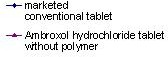 marketed
conventional tablet
Ambroxol hydrochloride tablet
without polymer